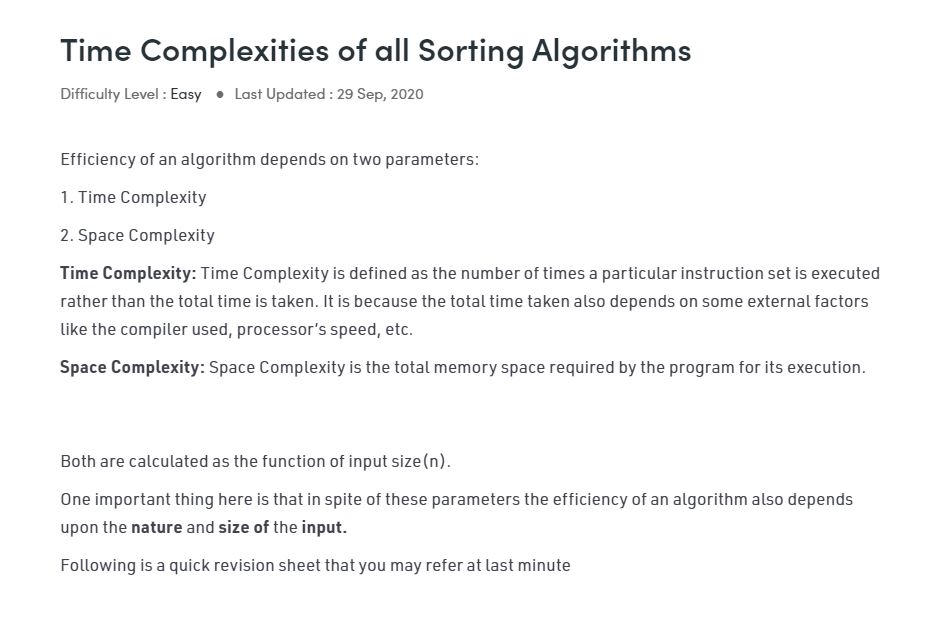 Time Complexities of all Sorting Algorithms
Difficulty Level : Easy ● Last Updated : 29 Sep, 2020
Efficiency of an algorithm depends on two parameters:
1. Time Complexity
2. Space Complexity
Time Complexity: Time Complexity is defined as the number of times a particular instruction set is executed
rather than the total time is taken. It is because the total time taken also depends on some external factors
like the compiler used, processor’s speed, etc.
Space Complexity: Space Complexity is the total memory space required by the program for its execution.
Both are calculated as the function of input size(n).
One important thing here is that in spite of these parameters the efficiency of an algorithm also depends
upon the nature and size of the input.
Following is a quick revision sheet that you may refer at last minute